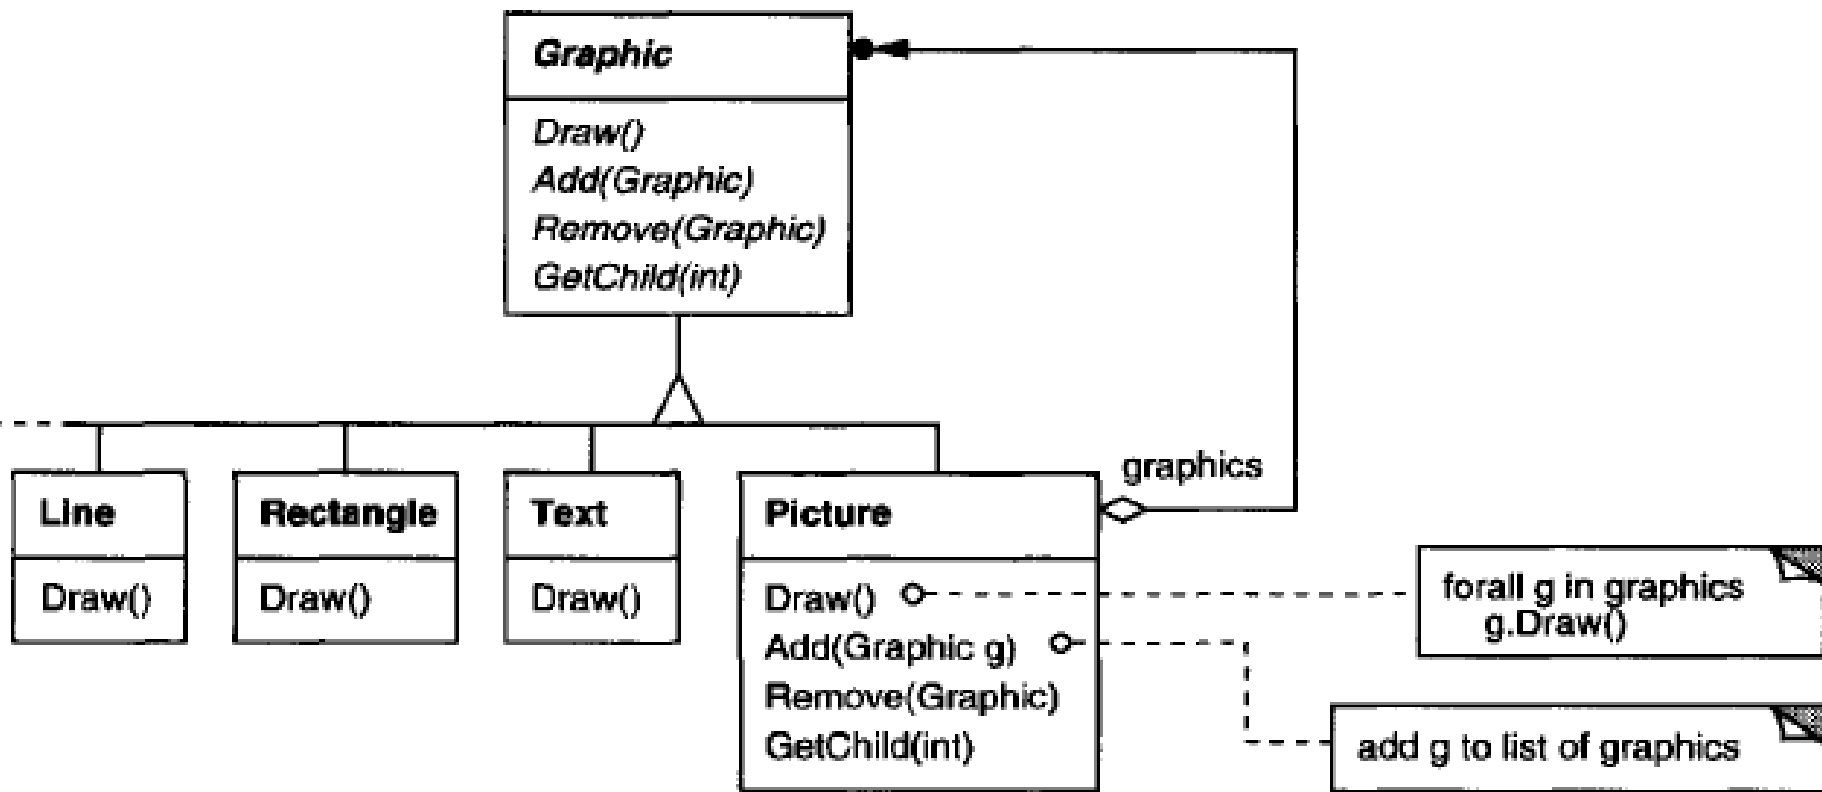 Graphic
Draw()
Add(Graphic)
Remove(Graphic)
GetChild(int)
graphics
Line
Draw()
Rectangle
Draw()
Text
Draw()
Picture
Draw()
Add(Graphic g)
Remove(Graphic)
GetChild(int)
forall g in graphics
g.Draw()
add g to list of graphics